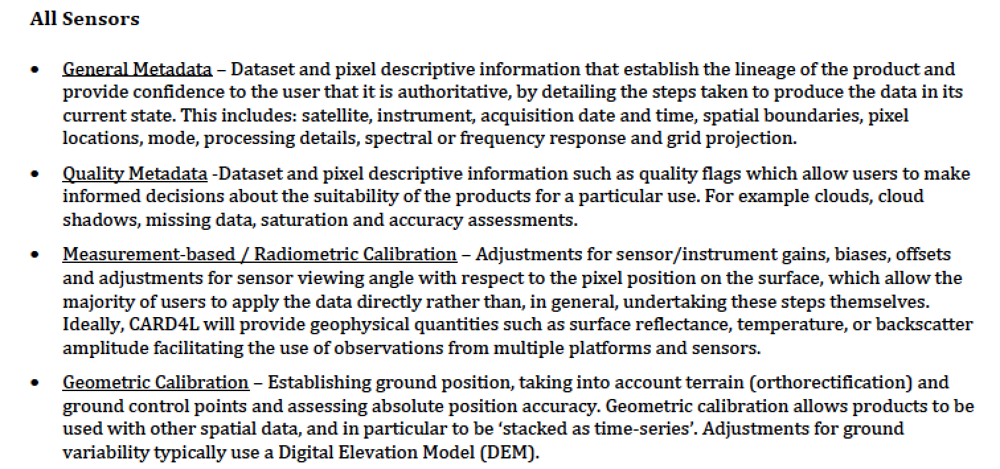 All Sensors
• General Metadata – Dataset and pixel descriptive information that establish the lineage of the product and
provide confidence to the user that it is authoritative, by detailing the steps taken to produce the data in its
current state. This includes: satellite, instrument, acquisition date and time, spatial boundaries, pixel
locations, mode, processing details, spectral or frequency response and grid projection.
• Quality Metadata -Dataset and pixel descriptive information such as quality flags which allow users to make
informed decisions about the suitability of the products for a particular use. For example clouds, cloud
shadows, missing data, saturation and accuracy assessments.
• Measurement-based / Radiometric Calibration – Adjustments for sensor/instrument gains, biases, offsets
and adjustments for sensor viewing angle with respect to the pixel position on the surface, which allow the
majority of users to apply the data directly rather than, in general, undertaking these steps themselves.
Ideally, CARD4L will provide geophysical quantities such as surface reflectance, temperature, or backscatter
amplitude facilitating the use of observations from multiple platforms and sensors.
• Geometric Calibration – Establishing ground position, taking into account terrain (orthorectification) and
ground control points and assessing absolute position accuracy. Geometric calibration allows products to be
used with other spatial data, and in particular to be ‘stacked as time-series’. Adjustments for ground
variability typically use a Digital Elevation Model (DEM).